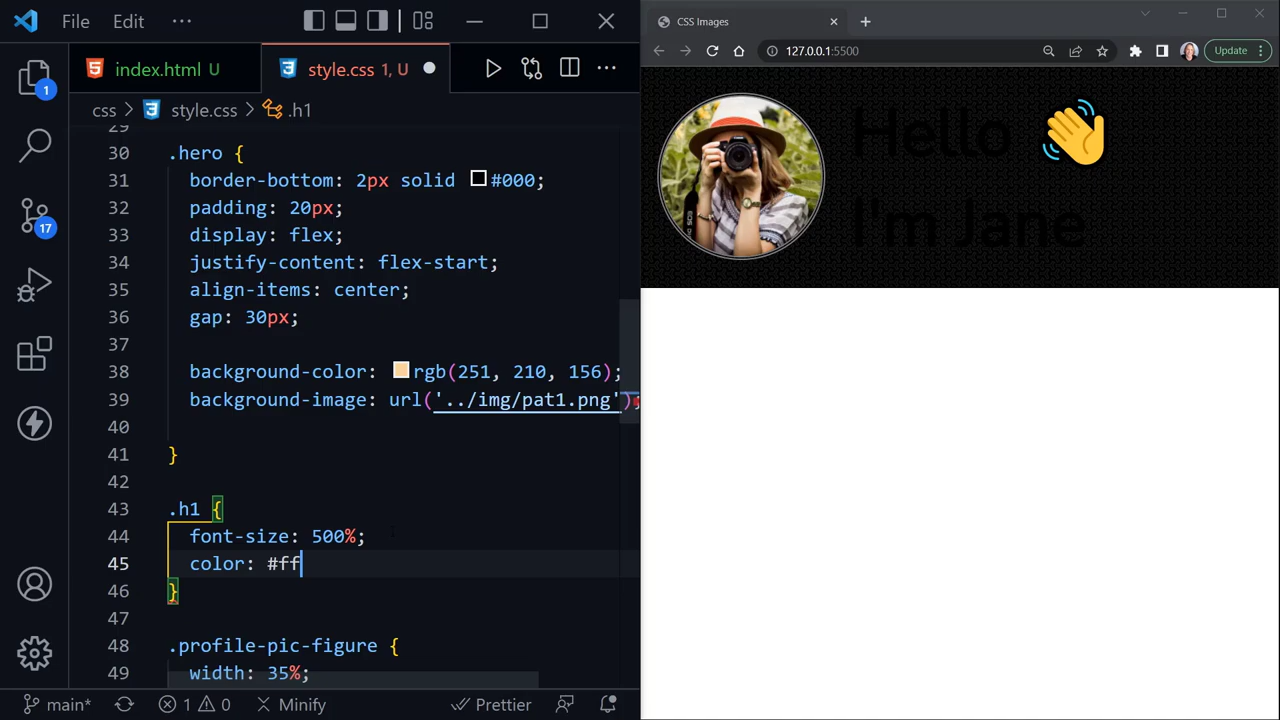 File Edit ···
index.html U
style.css 1, U
css > style.css > .h1
29
30 .hero {
31 border-bottom: 2px solid #000;
32 padding: 20px;
33 display: flex;
34 justify-content: flex-start;
35 align-items: center;
36 gap: 30px;
37
38 background-color: rgb(251, 210, 156);
39 background-image: url('../img/pat1.png');
40
41 }
42
43 .h1 {
44 font-size: 500%;
45 color: #ff
46 }
47
48 .profile-pic-figure {
49 width: 35%;
1
17
main* 1 0 Minify Prettier
CSS Images
127.0.0.1:5500
Update
Hello 👋
I'm Jane